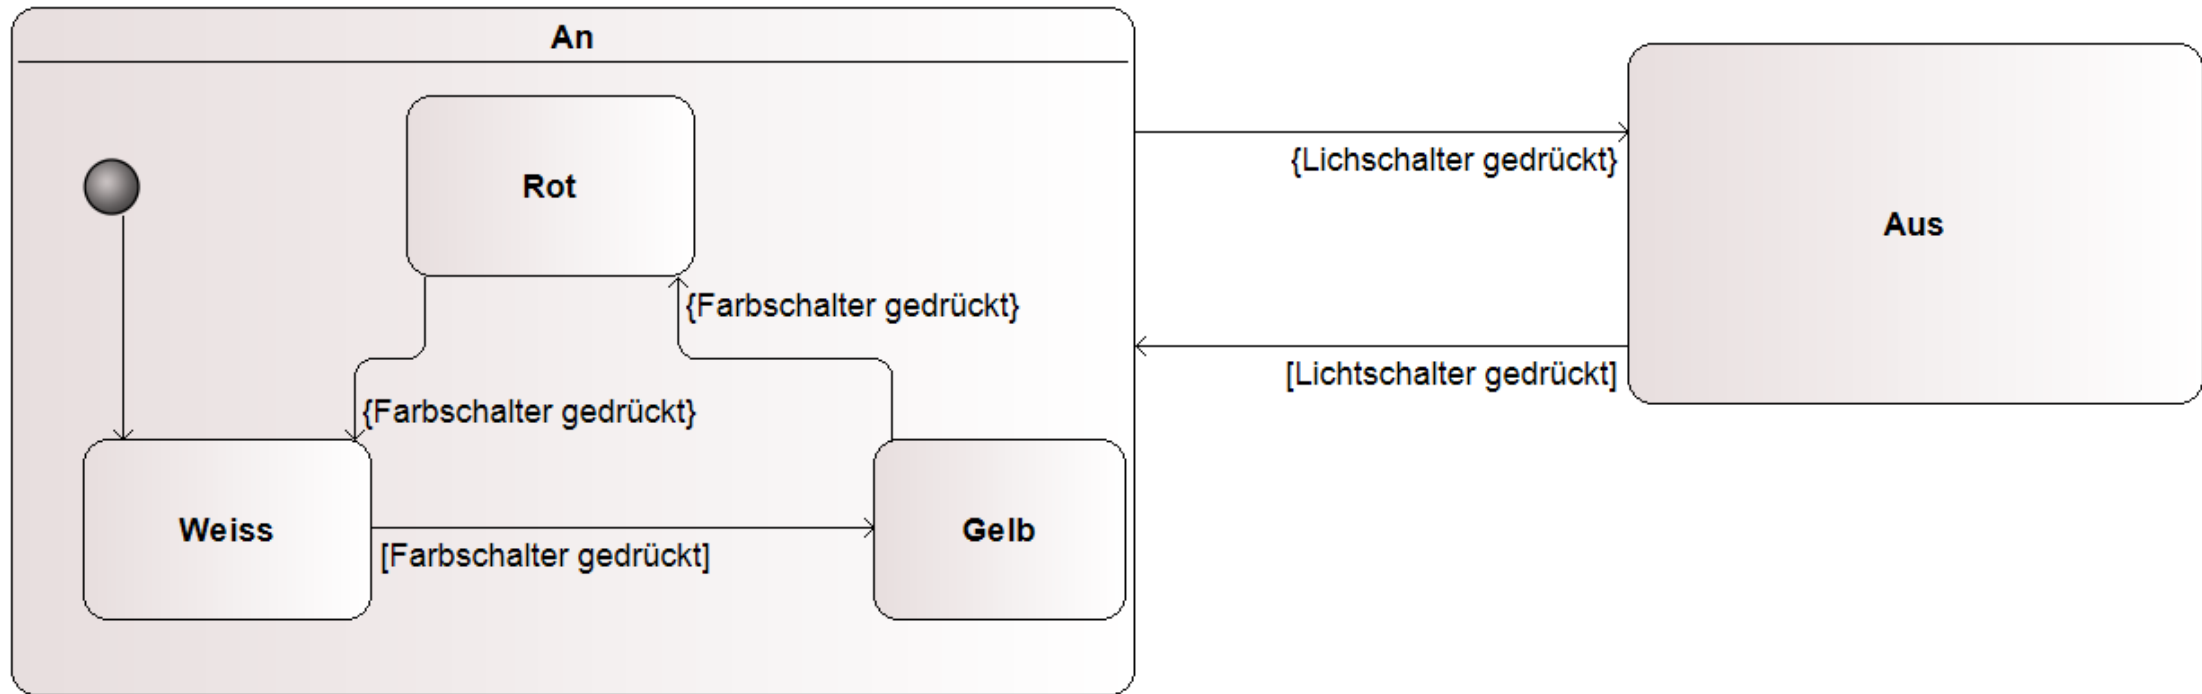 An
Rot
{Lichschalter gedrückt}
Aus
{Farbschalter gedrückt}
[Lichtschalter gedrückt]
{Farbschalter gedrückt}
Weiss
[Farbschalter gedrückt]
Gelb